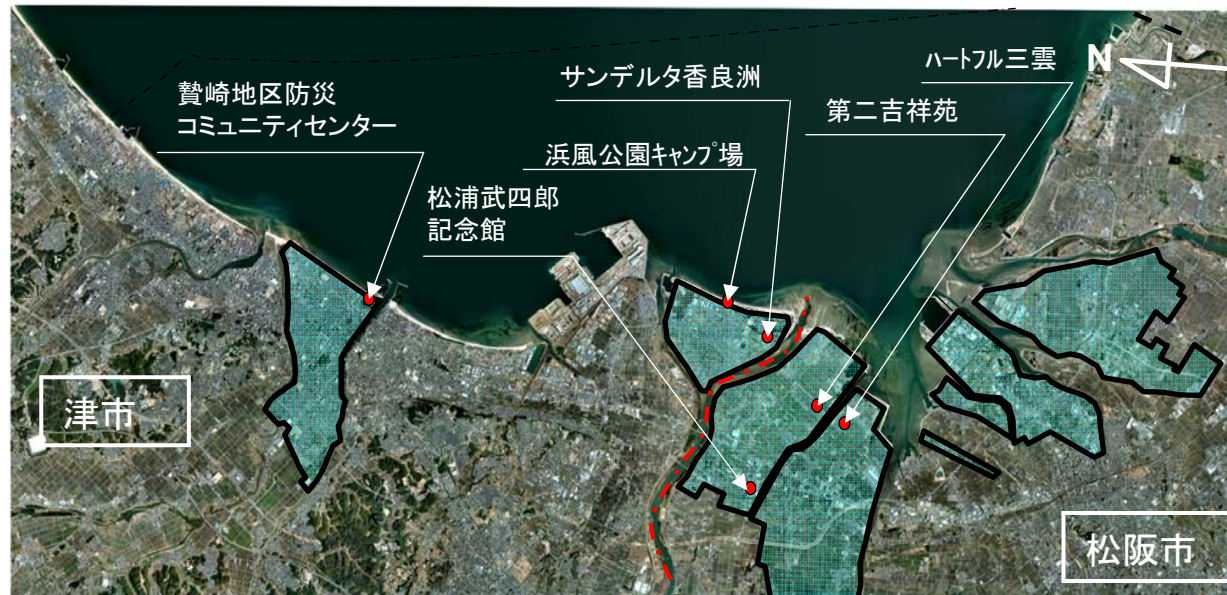 贄崎地区防災
コミュニティセンター
サンデルタ香良洲
ハートフル三雲
N
第二吉祥苑
浜風公園キャンプ場
松浦武四郎
記念館
津市
松阪市